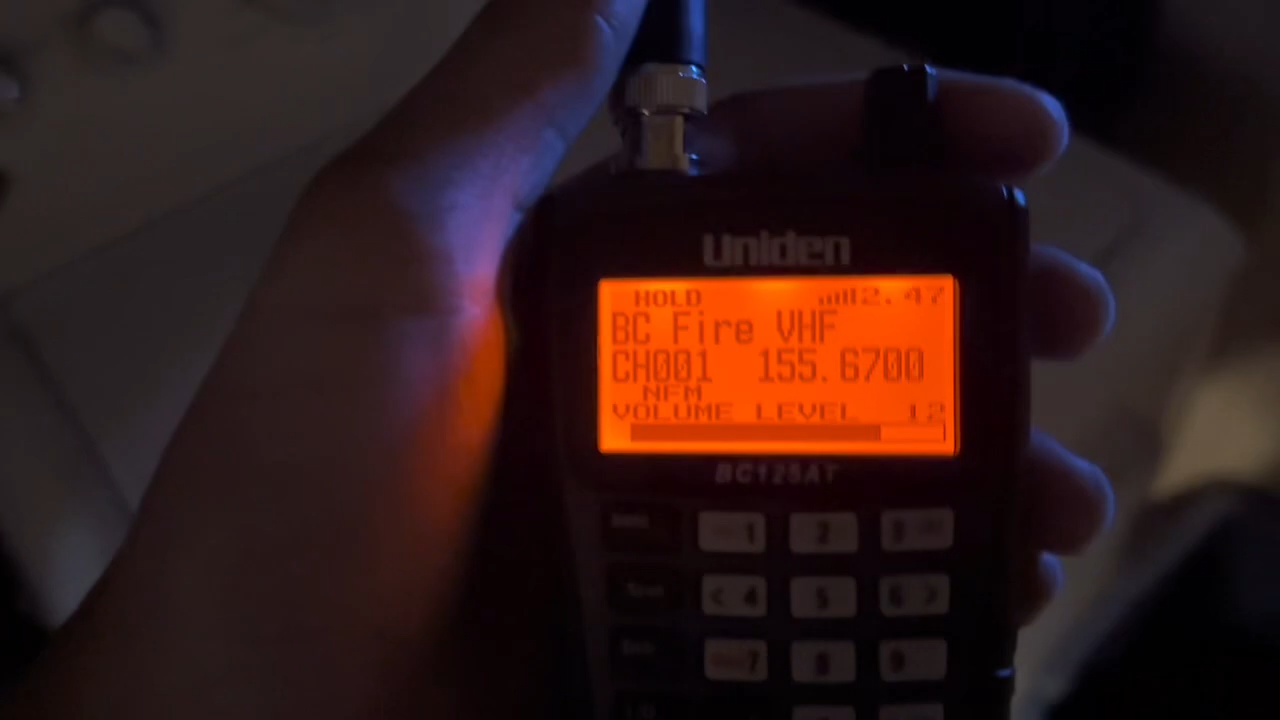 uniden
HOLD 2.47
BC Fire VHF
CH001 155.6700
NFM
VOLUME LEVEL 12
BC125AT
1 2 3
< 4 5 6 >
7 8 9